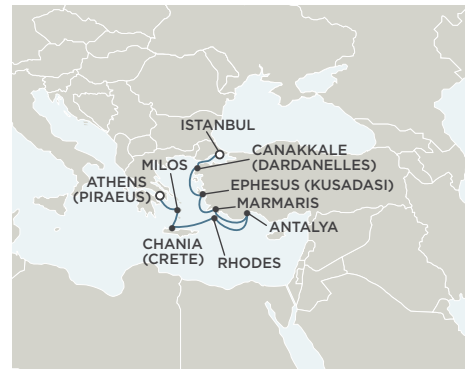 ISTANBUL
CANAKKALE
(DARDANELLES)
MILOS
ATHENS
(PIRAEUS)
EPHESUS (KUSADASI)
MARMARIS
ANTALYA
CHANIA
(CRETE)
RHODES